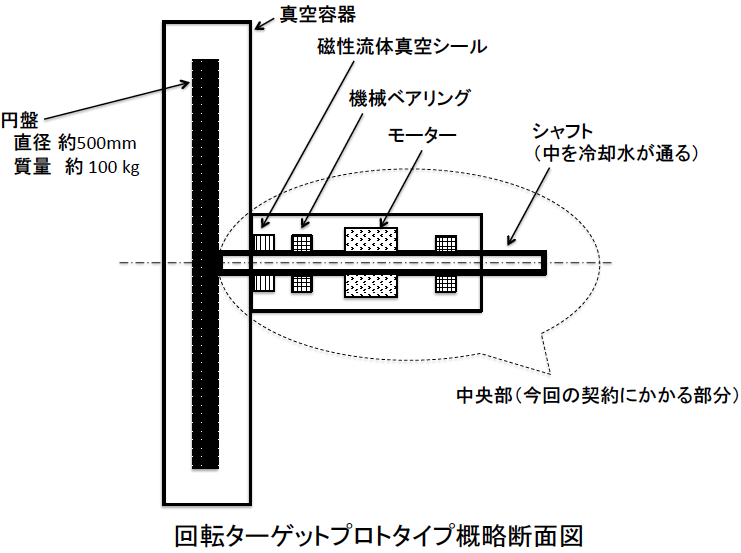 真空容器
磁性流体真空シール
機械ベアリング
モーター
シャフト
（中を冷却水が通る）
円盤
直径 約500mm
質量 約 100 kg
中央部（今回の契約にかかる部分）
回転ターゲットプロトタイプ概略断面図